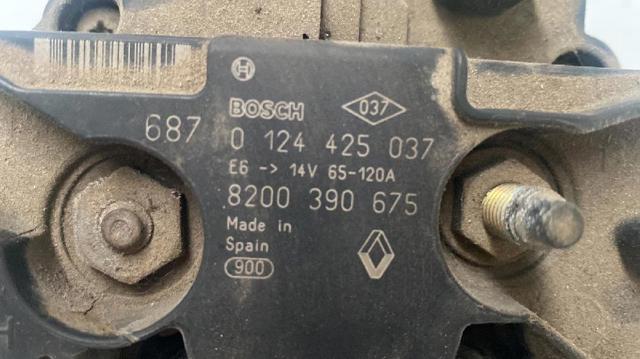 BOSCH 037
687 0 124 425 037
E6 -> 14V 65-120A
8200 390 675
Made in
Spain
900